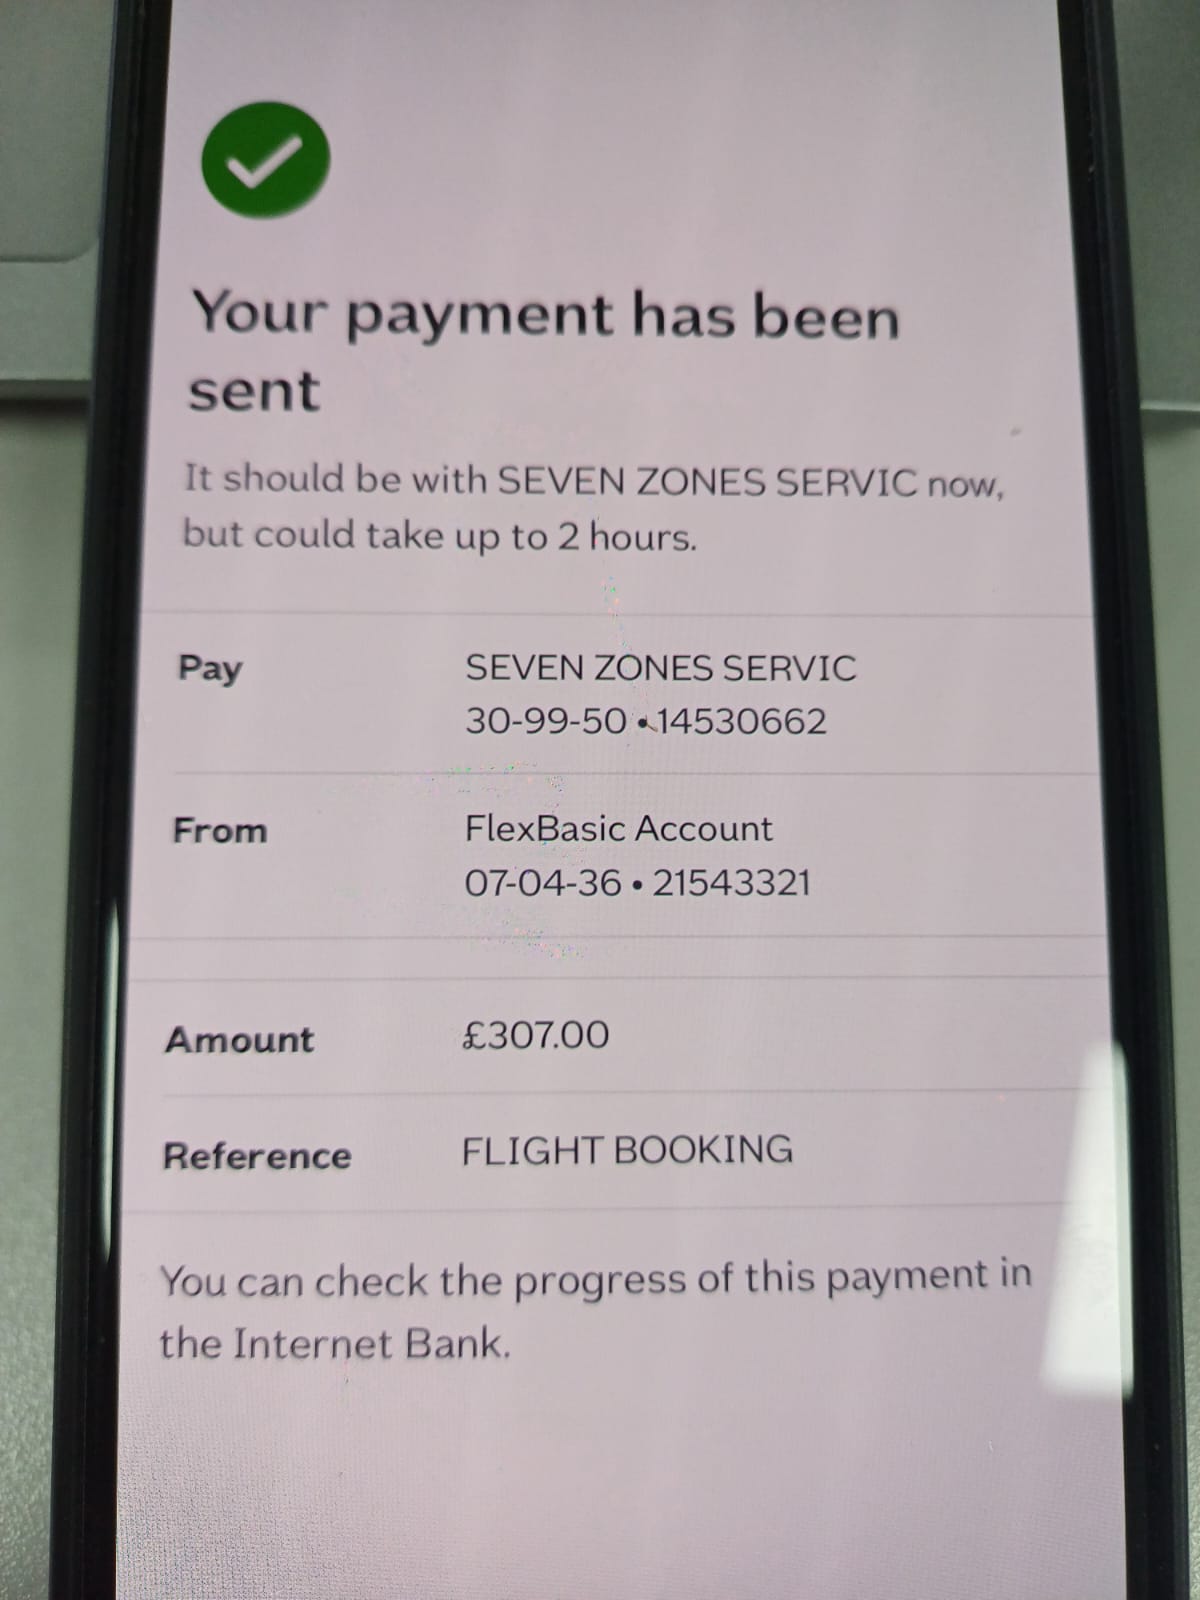 Your payment has been
sent
It should be with SEVEN ZONES SERVIC now,
but could take up to 2 hours.
Pay
SEVEN ZONES SERVIC
30-99-50 • 14530662
From
FlexBasic Account
07-04-36 • 21543321
Amount
£307.00
Reference
FLIGHT BOOKING
You can check the progress of this payment in
the Internet Bank.